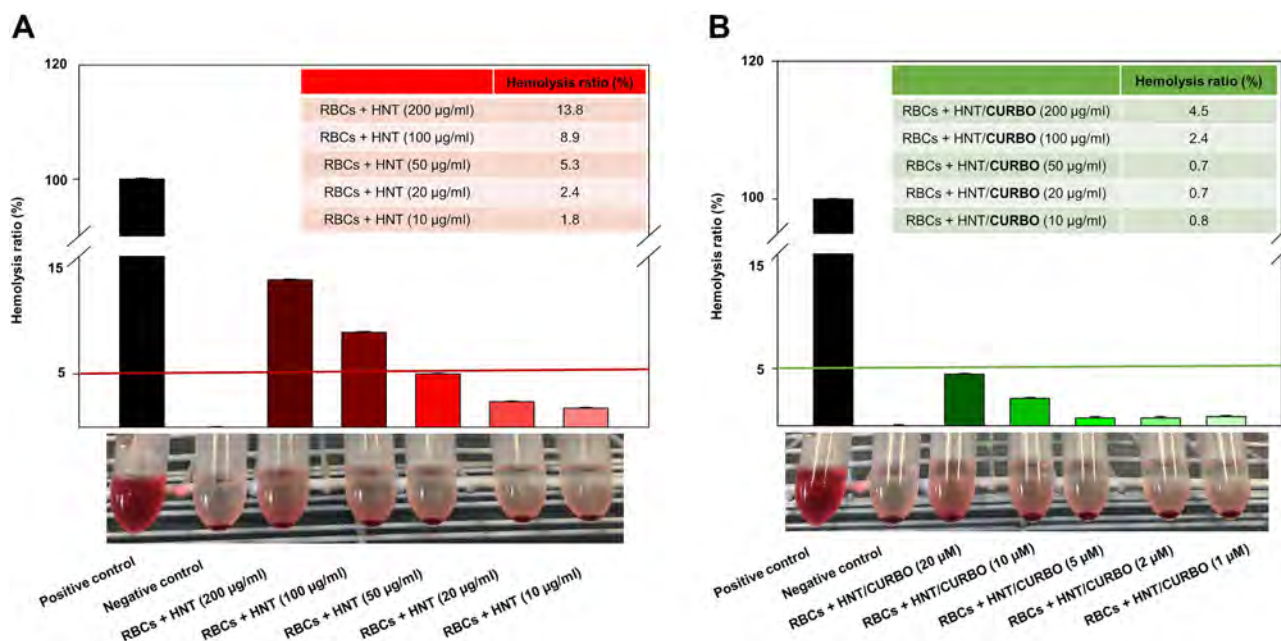 A
120
100
15
5
Hemolysis ratio (%)
Hemolysis ratio (%)
RBCs + HNT (200 µg/ml) 13.8
RBCs + HNT (100 µg/ml) 8.9
RBCs + HNT (50 µg/ml) 5.3
RBCs + HNT (20 µg/ml) 2.4
RBCs + HNT (10 µg/ml) 1.8
Positive control
Negative control
RBCs + HNT (200 µg/ml)
RBCs + HNT (100 µg/ml)
RBCs + HNT (50 µg/ml)
RBCs + HNT (20 µg/ml)
RBCs + HNT (10 µg/ml)
B
120
100
15
5
Hemolysis ratio (%)
Hemolysis ratio (%)
RBCs + HNT/CURBO (200 µg/ml) 4.5
RBCs + HNT/CURBO (100 µg/ml) 2.4
RBCs + HNT/CURBO (50 µg/ml) 0.7
RBCs + HNT/CURBO (20 µg/ml) 0.7
RBCs + HNT/CURBO (10 µg/ml) 0.8
Positive control
Negative control
RBCs + HNT/CURBO (20 µM)
RBCs + HNT/CURBO (10 µM)
RBCs + HNT/CURBO (5 µM)
RBCs + HNT/CURBO (2 µM)
RBCs + HNT/CURBO (1 µM)